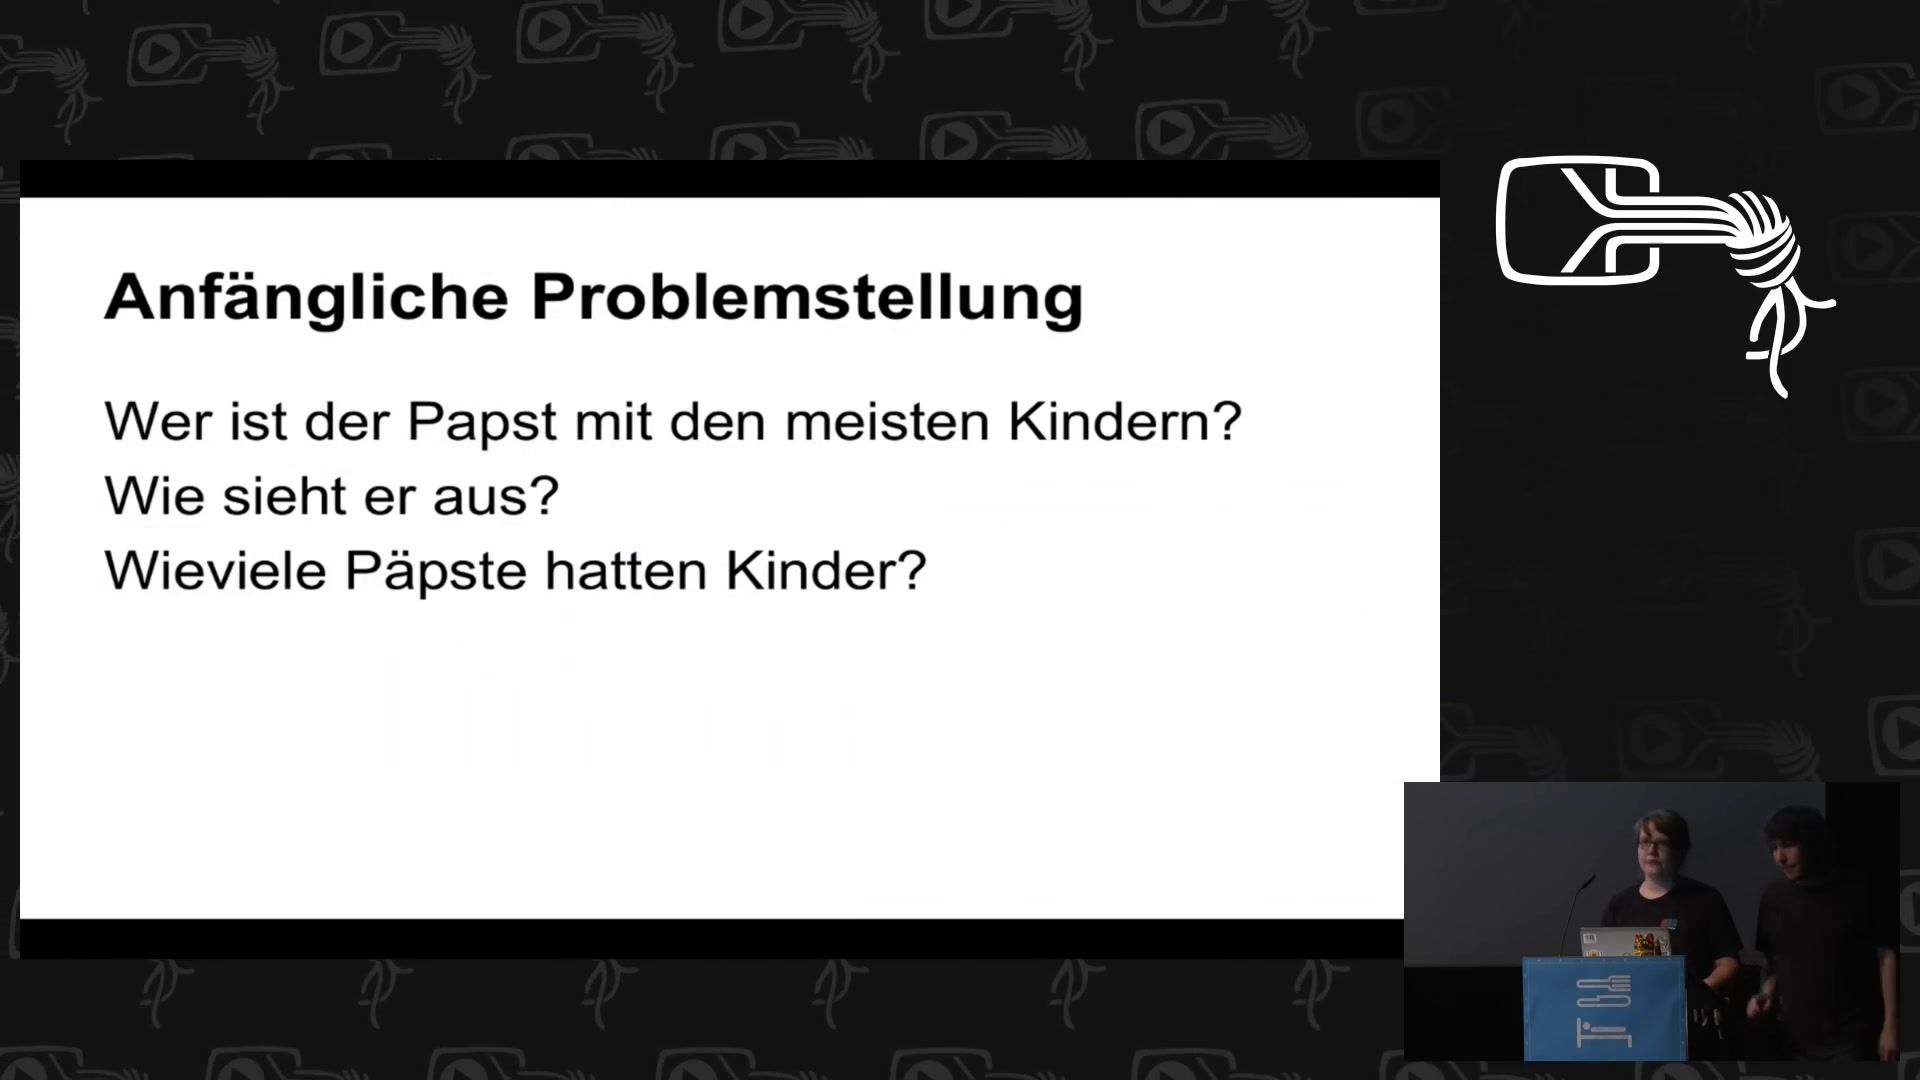 Anfängliche Problemstellung
Wer ist der Papst mit den meisten Kindern?
Wie sieht er aus?
Wieviele Päpste hatten Kinder?